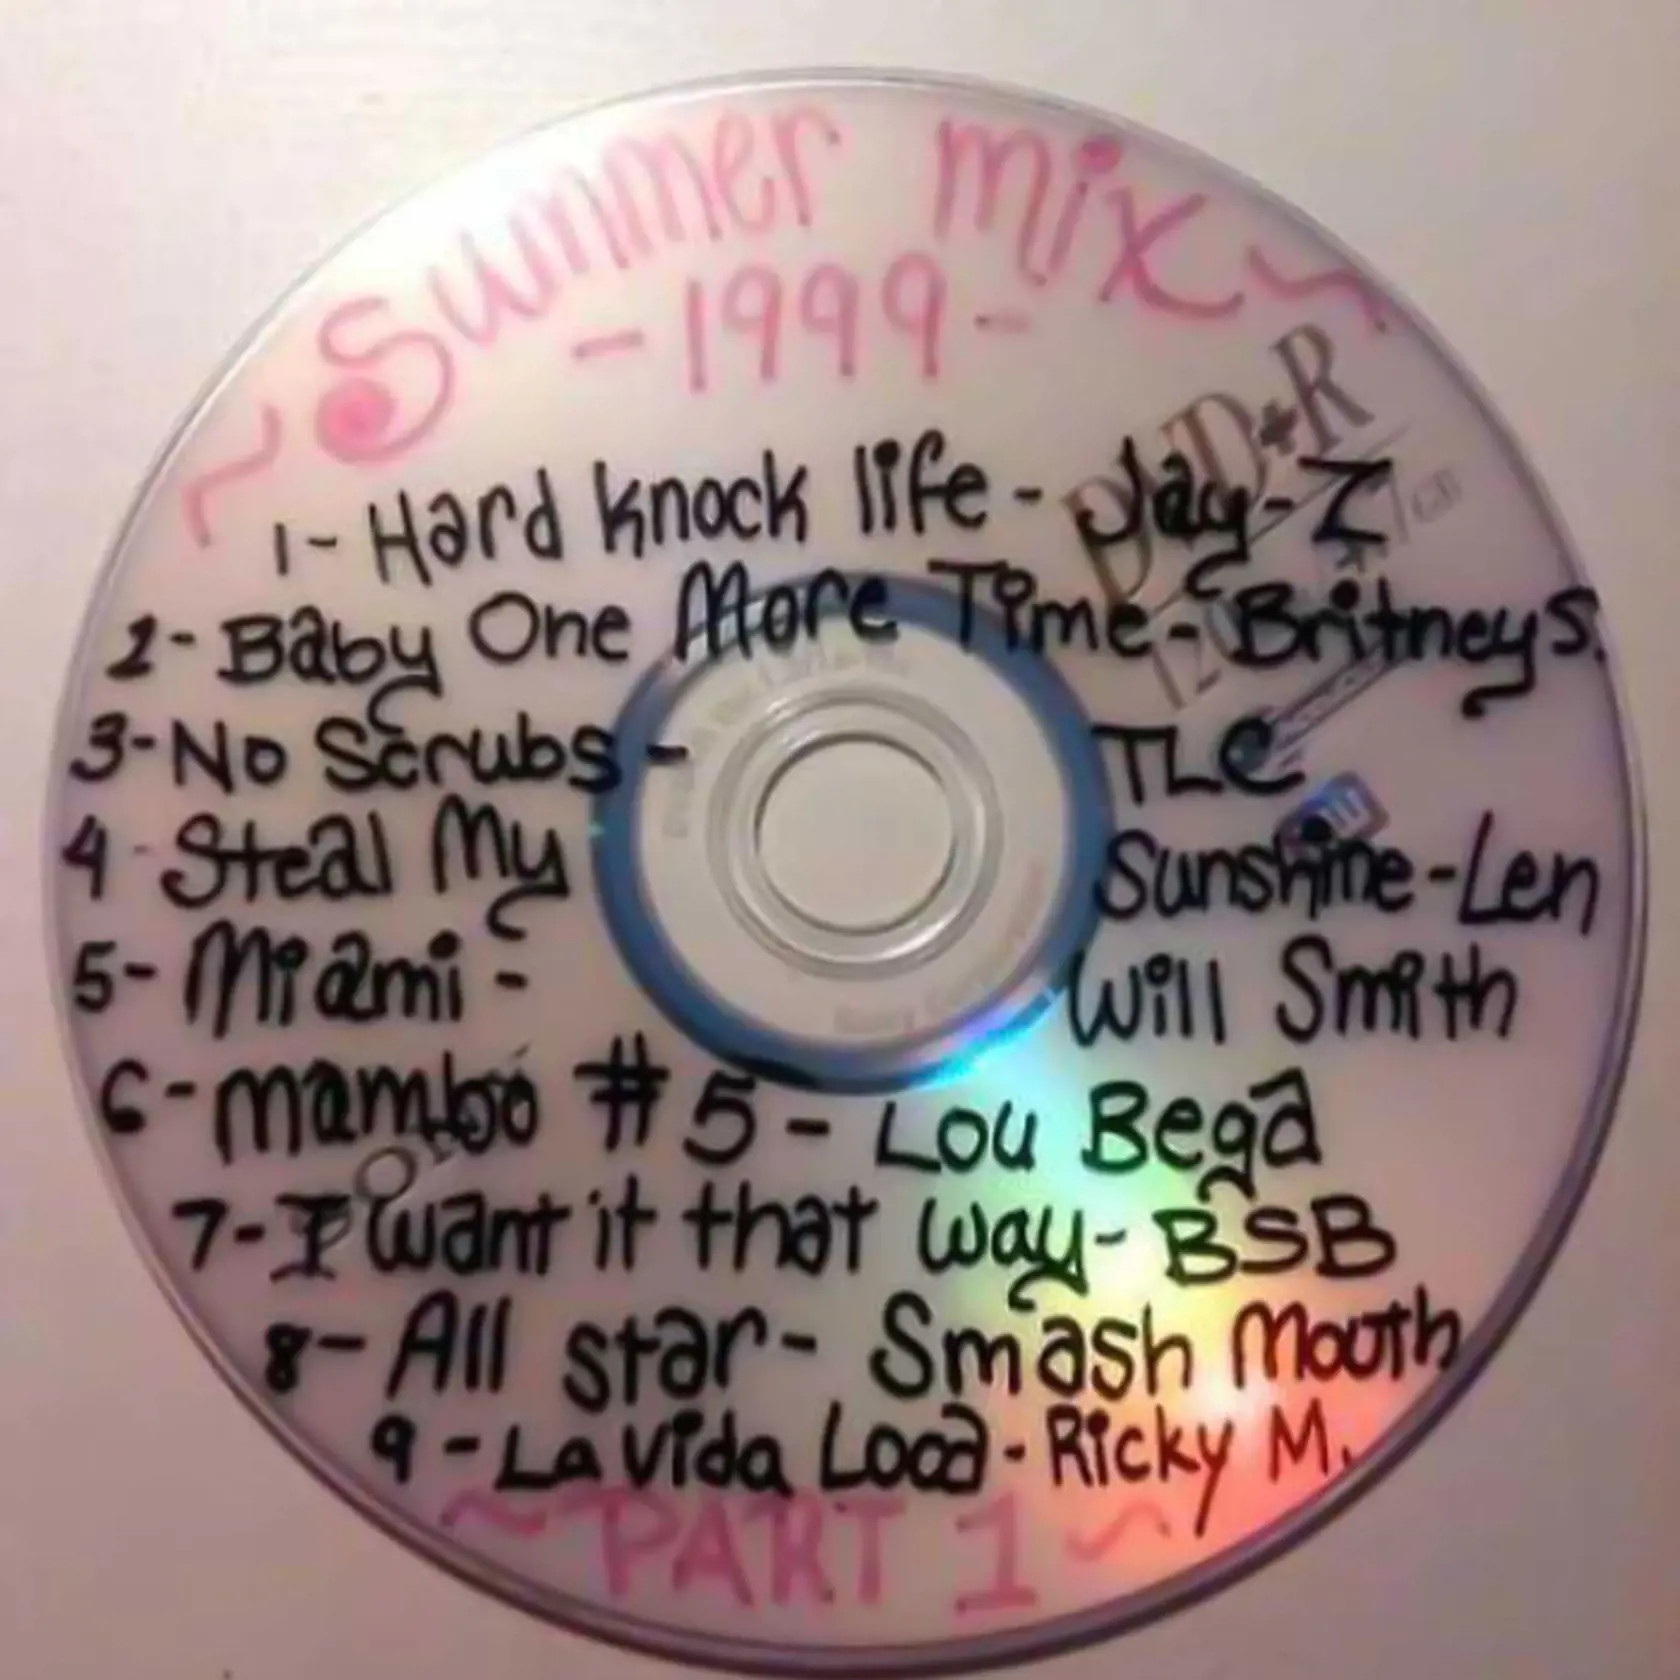 ~Summer mix~
-1999-
DVD+R
1- Hard knock life - Jay-Z
2- Baby One More Time - Britney S.
3- No Scrubs - TLC
4 - Steal My Sunshine - Len
5- Miami - Will Smith
6 - mambo #5 - Lou Bega
7- I want it that way - BSB
8- All star - Smash Mouth
9 - La Vida Loca - Ricky M.
~PART 1~